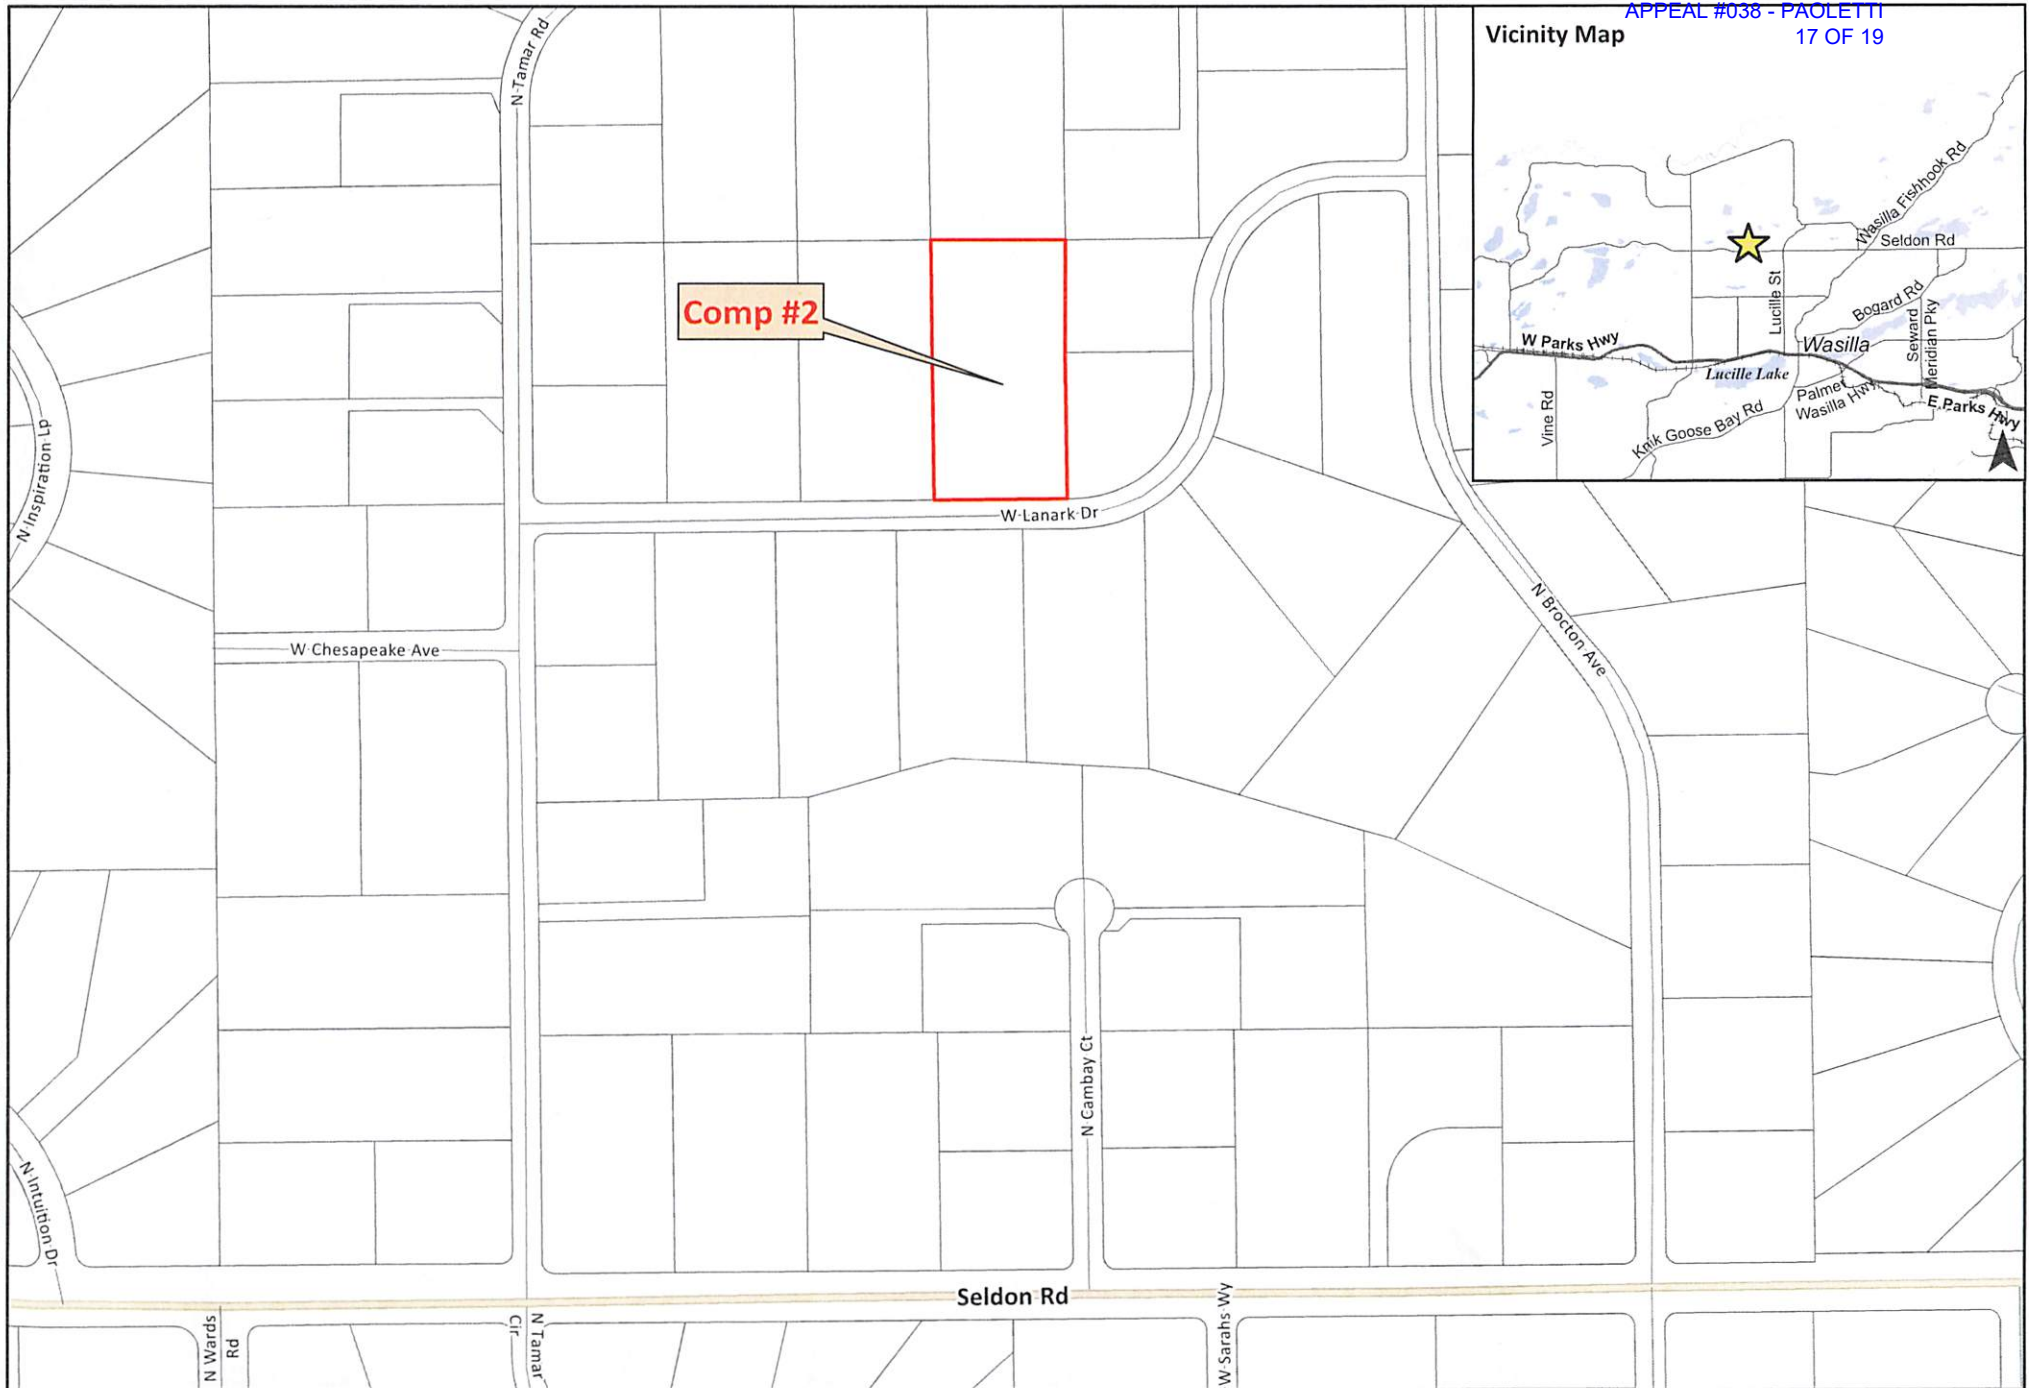 APPEAL #038 - PAOLETTI
17 OF 19
Vicinity Map
Wasilla Fishhook Rd
Seldon Rd
Lucille St
Bogard Rd
Seward
Meridian Pky
W Parks Hwy
Wasilla
Lucille Lake
Palmer
Wasilla Hwy
E Parks Hwy
Vine Rd
Knik Goose Bay Rd
N Tamar Rd
Comp #2
N Inspiration Lp
W Lanark Dr
N Brocton Ave
W Chesapeake Ave
N Cambay Ct
N Intuition Dr
Seldon Rd
N Wards
Rd
N Tamar
Cir
W Sarahs Wy